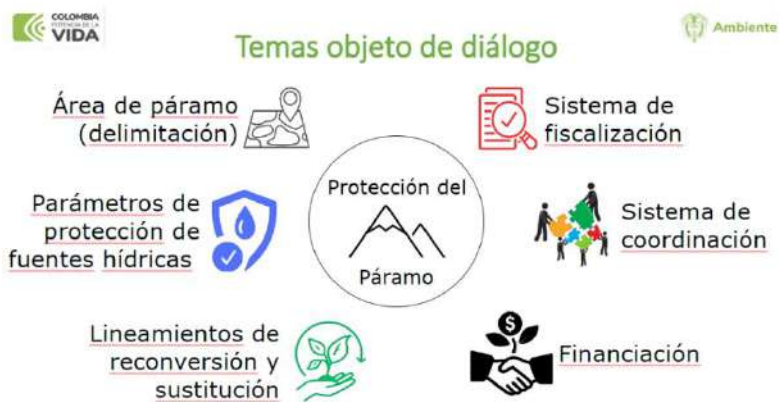 COLOMBIA
POTENCIA DE LA
VIDA
Temas objeto de diálogo
Ambiente
Área de páramo
(delimitación)
Parámetros de
protección de
fuentes hídricas
Lineamientos de
reconversión y
sustitución
Protección del
Páramo
Sistema de
fiscalización
Sistema de
coordinación
$
Financiación